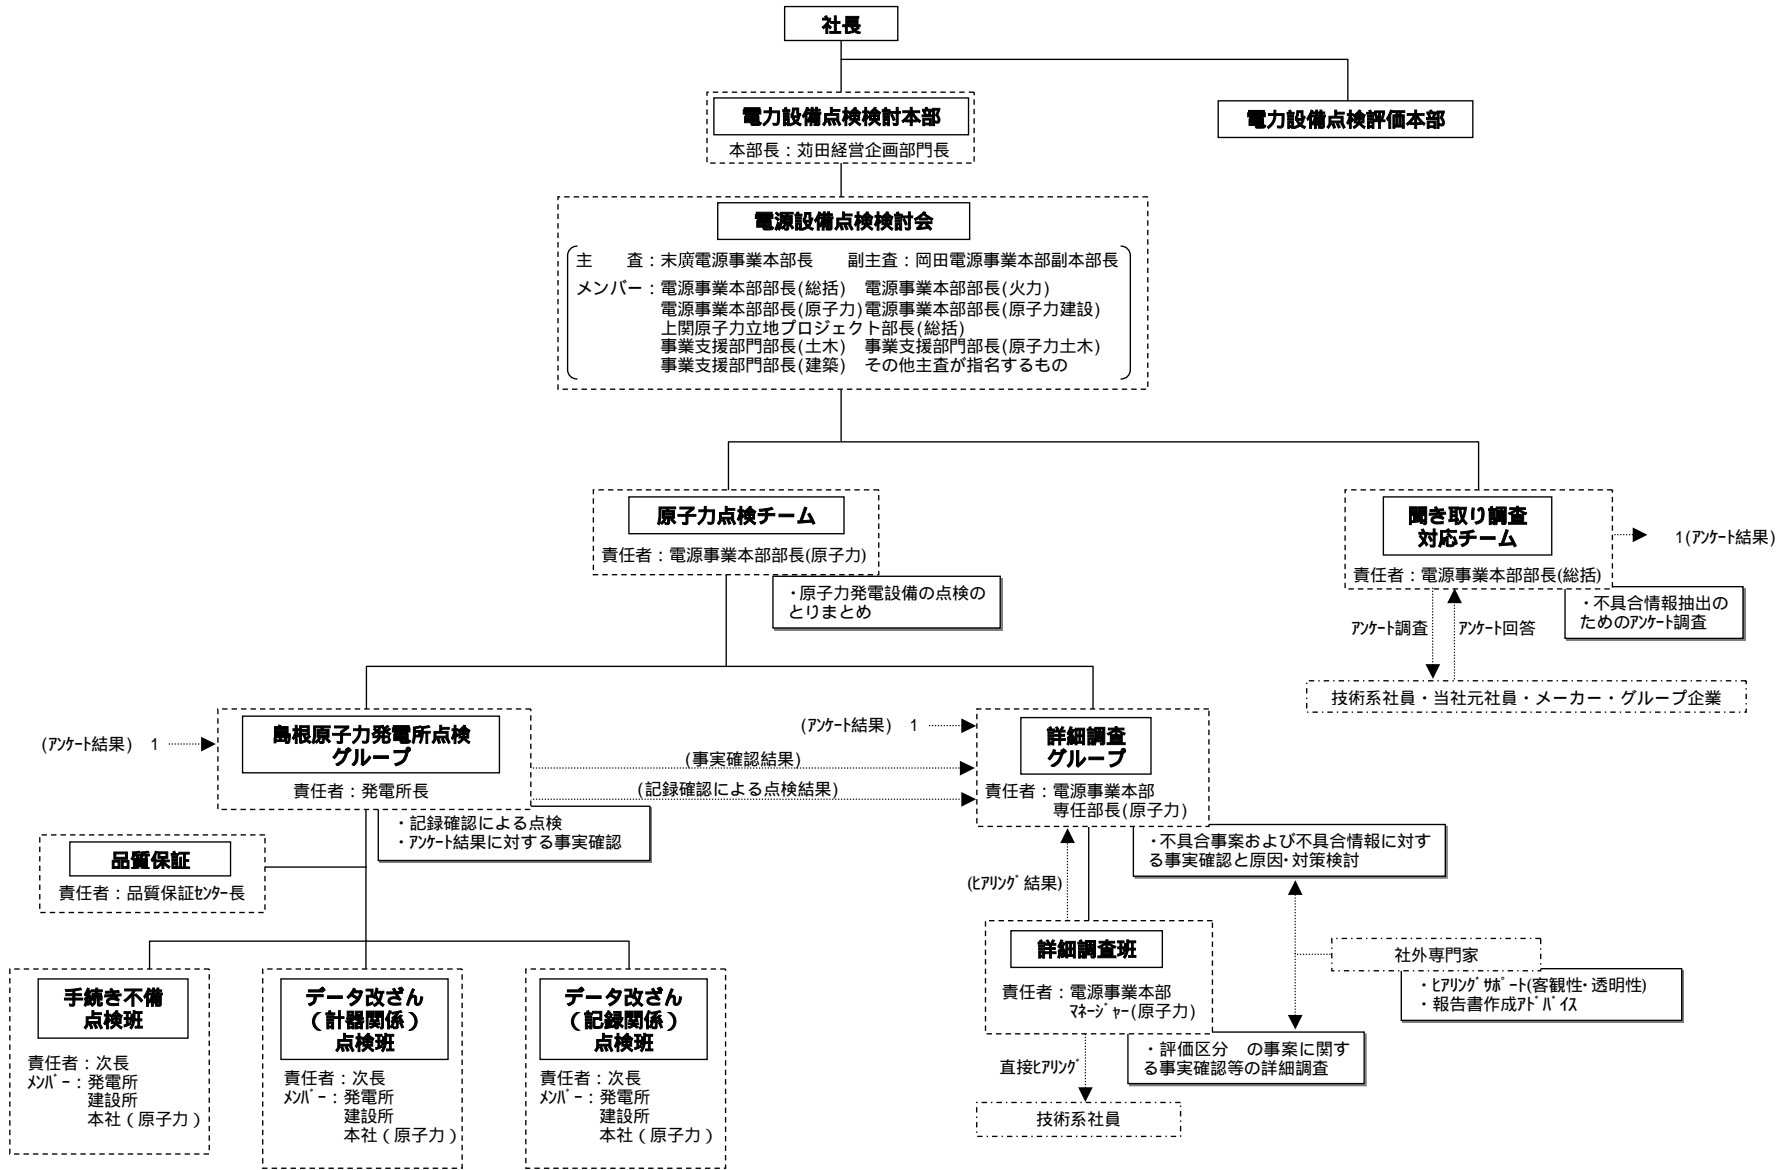 社長
電力設備点検検討本部
本部長：苅田経営企画部門長
電力設備点検評価本部
電源設備点検検討会
主　　査：末廣電源事業本部長　　副主査：岡田電源事業本部副本部長
メンバー：電源事業本部部長(総括)　電源事業本部部長(火力)
電源事業本部部長(原子力)電源事業本部部長(原子力建設)
上関原子力立地プロジェクト部長(総括)
事業支援部門部長(土木)　事業支援部門部長(原子力土木)
事業支援部門部長(建築)　その他主査が指名するもの
原子力点検チーム
責任者：電源事業本部部長(原子力)
・原子力発電設備の点検の
とりまとめ
聞き取り調査
対応チーム
責任者：電源事業本部部長(総括)
1(ｱﾝｹｰﾄ結果)
・不具合情報抽出の
ためのｱﾝｹｰﾄ調査
ｱﾝｹｰﾄ調査
ｱﾝｹｰﾄ回答
技術系社員・当社元社員・メーカー・グループ企業
(ｱﾝｹｰﾄ結果)　1
島根原子力発電所点検
グループ
責任者：発電所長
・記録確認による点検
・ｱﾝｹｰﾄ結果に対する事実確認
(事実確認結果)
(記録確認による点検結果)
(ｱﾝｹｰﾄ結果)　1
詳細調査
グループ
責任者：電源事業本部
専任部長(原子力)
・不具合事案および不具合情報に対す
る事実確認と原因･対策検討
品質保証
責任者：品質保証ｾﾝﾀｰ長
(ﾋｱﾘﾝｸﾞ結果)
詳細調査班
責任者：電源事業本部
ﾏﾈｰｼﾞｬｰ(原子力)
・評価区分　の事案に関す
る事実確認等の詳細調査
社外専門家
・ﾋｱﾘﾝｸﾞｻﾎﾟｰﾄ(客観性･透明性)
・報告書作成ｱﾄﾞﾊﾞｲｽ
直接ﾋｱﾘﾝｸﾞ
技術系社員
手続き不備
点検班
責任者：次長
ﾒﾝﾊﾞｰ：発電所
建設所
本社（原子力）
データ改ざん
（計器関係）
点検班
責任者：次長
ﾒﾝﾊﾞｰ：発電所
建設所
本社（原子力）
データ改ざん
（記録関係）
点検班
責任者：次長
ﾒﾝﾊﾞｰ：発電所
建設所
本社（原子力）